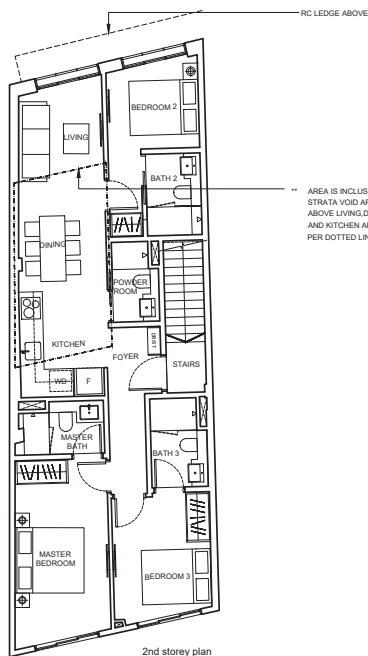 RC LEDGE ABOVE
BEDROOM 2
LIVING
BATH 2
** AREA IS INCLUS
STRATA VOID AR
ABOVE LIVING,D
AND KITCHEN A
PER DOTTED LIN
DINING
POWDER
ROOM
KITCHEN
FOYER
DB/ST
STAIRS
WD
F
MASTER
BATH
BATH 3
MASTER
BEDROOM
BEDROOM 3
2nd storey plan